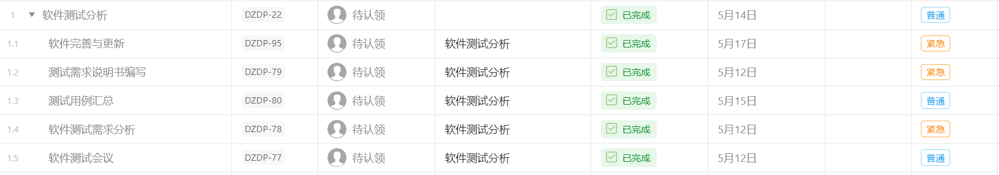 1 软件测试分析 DZDP-22 待认领 已完成 5月14日 普通
1.1 软件完善与更新 DZDP-95 待认领 软件测试分析 已完成 5月17日 紧急
1.2 测试需求说明书编写 DZDP-79 待认领 软件测试分析 已完成 5月12日 紧急
1.3 测试用例汇总 DZDP-80 待认领 软件测试分析 已完成 5月15日 普通
1.4 软件测试需求分析 DZDP-78 待认领 软件测试分析 已完成 5月12日 紧急
1.5 软件测试会议 DZDP-77 待认领 软件测试分析 已完成 5月12日 普通